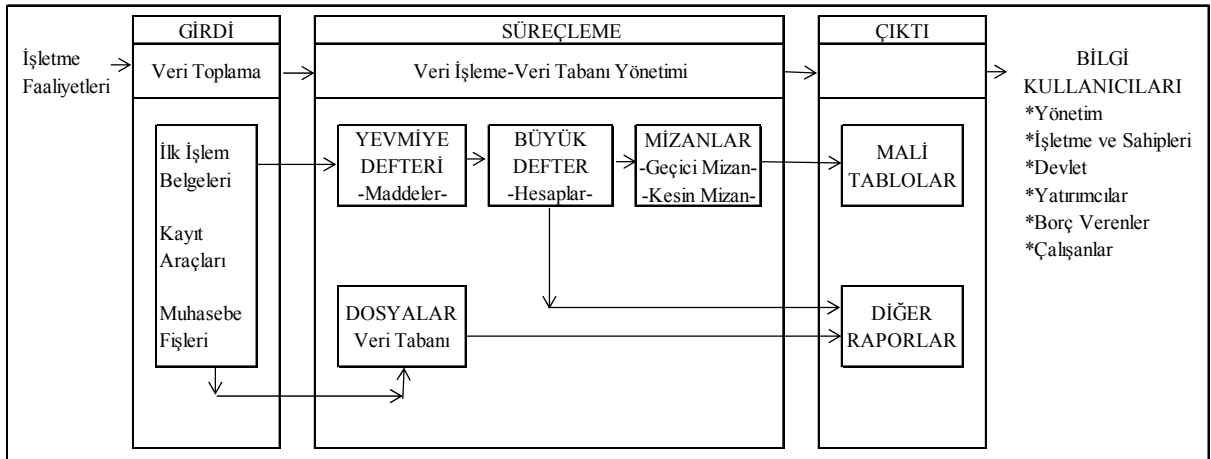 GİRDİ
SÜREÇLEME
ÇIKTI
İşletme
Faaliyetleri
Veri Toplama
Veri İşleme-Veri Tabanı Yönetimi
BİLGİ
KULLANICILARI
*Yönetim
*İşletme ve Sahipleri
*Devlet
*Yatırımcılar
*Borç Verenler
*Çalışanlar
İlk İşlem
Belgeleri
Kayıt
Araçları
Muhasebe
Fişleri
YEVMİYE
DEFTERİ
-Maddeler-
BÜYÜK
DEFTER
-Hesaplar-
MİZANLAR
-Geçici Mizan-
-Kesin Mizan-
MALİ
TABLOLAR
DOSYALAR
Veri Tabanı
DİĞER
RAPORLAR